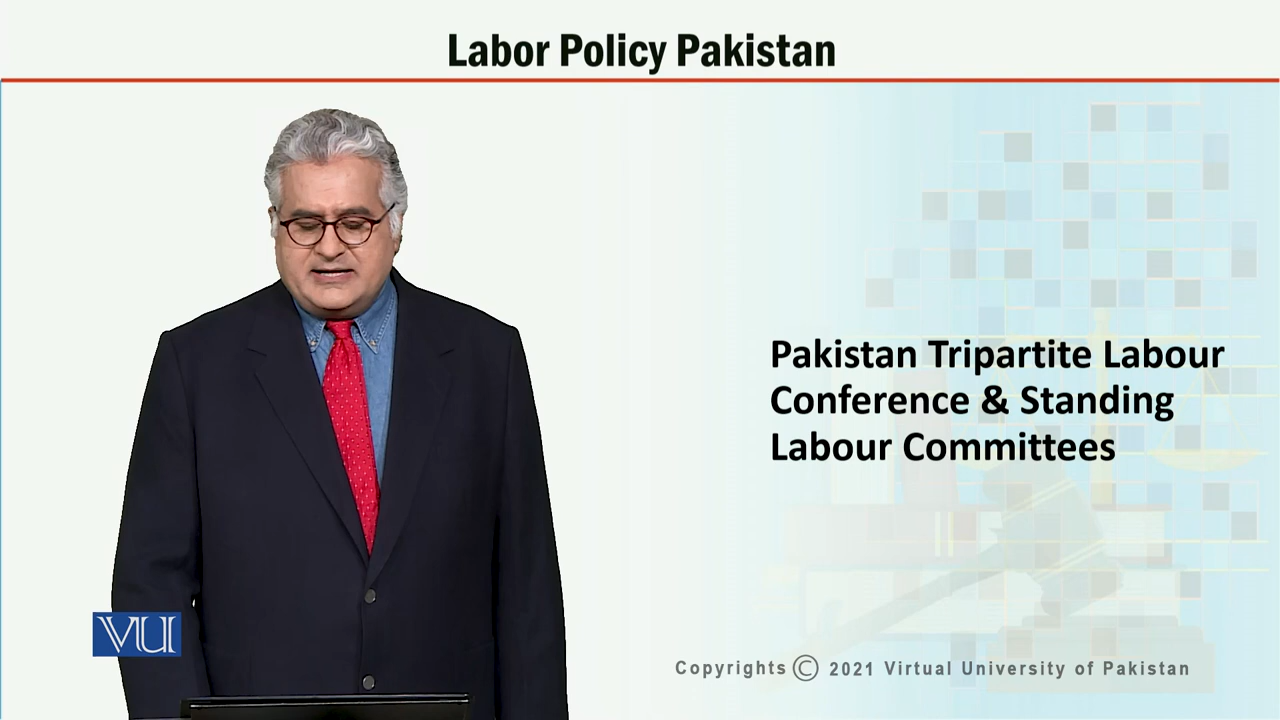 Labor Policy Pakistan
Pakistan Tripartite Labour
Conference & Standing
Labour Committees
VU
Copyrights © 2021 Virtual University of Pakistan